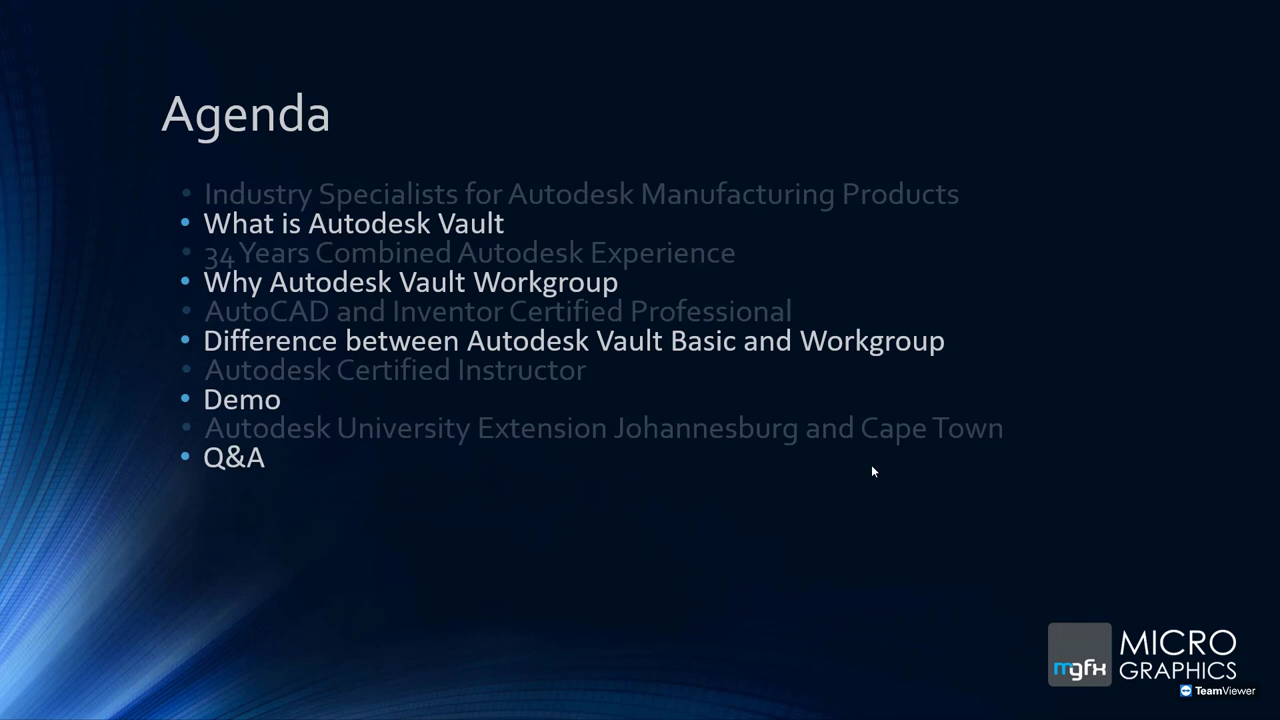 Agenda
• Industry Specialists for Autodesk Manufacturing Products
• What is Autodesk Vault
• 34 Years Combined Autodesk Experience
• Why Autodesk Vault Workgroup
• AutoCAD and Inventor Certified Professional
• Difference between Autodesk Vault Basic and Workgroup
• Autodesk Certified Instructor
• Demo
• Autodesk University Extension Johannesburg and Cape Town
• Q&A
mgfx
MICRO
GRAPHICS
TeamViewer